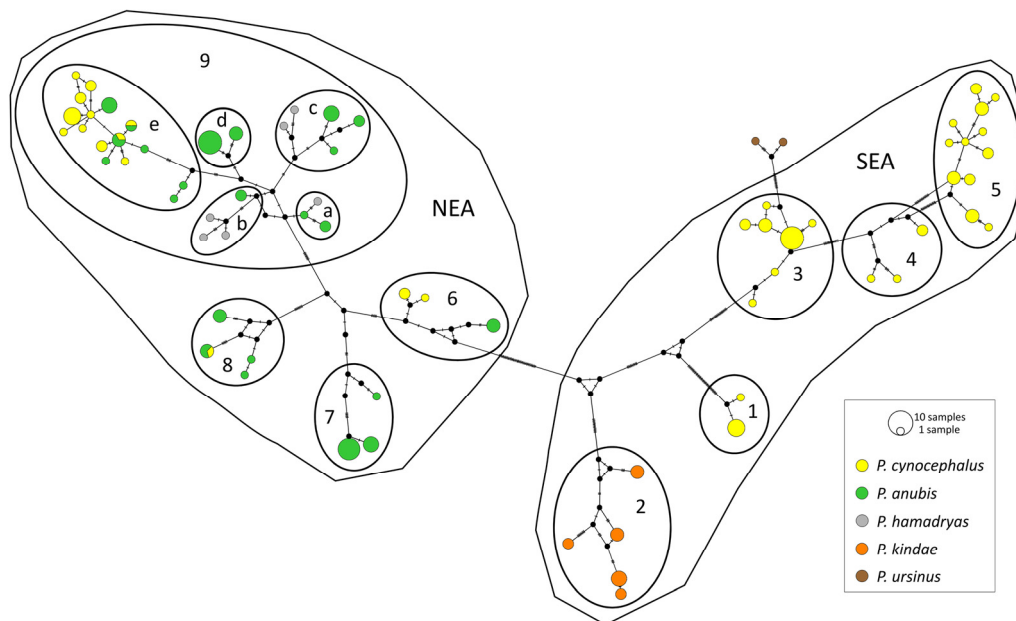 9
c
d
e
SEA
5
NEA
a
b
3
4
6
8
7
1
2
10 samples
1 sample
P. cynocephalus
P. anubis
P. hamadryas
P. kindae
P. ursinus